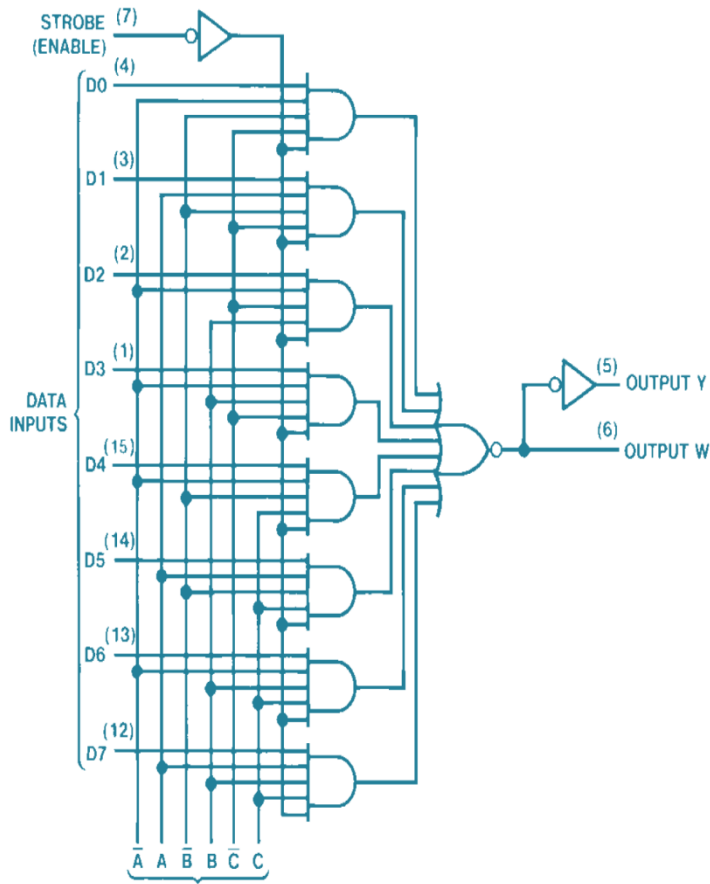 STROBE (7)
(ENABLE)
D0 (4)
D1 (3)
D2 (2)
D3 (1)
DATA
INPUTS
D4 (15)
D5 (14)
D6 (13)
D7 (12)
(5) OUTPUT Y
(6) OUTPUT W
A̅ A B̅ B C̅ C